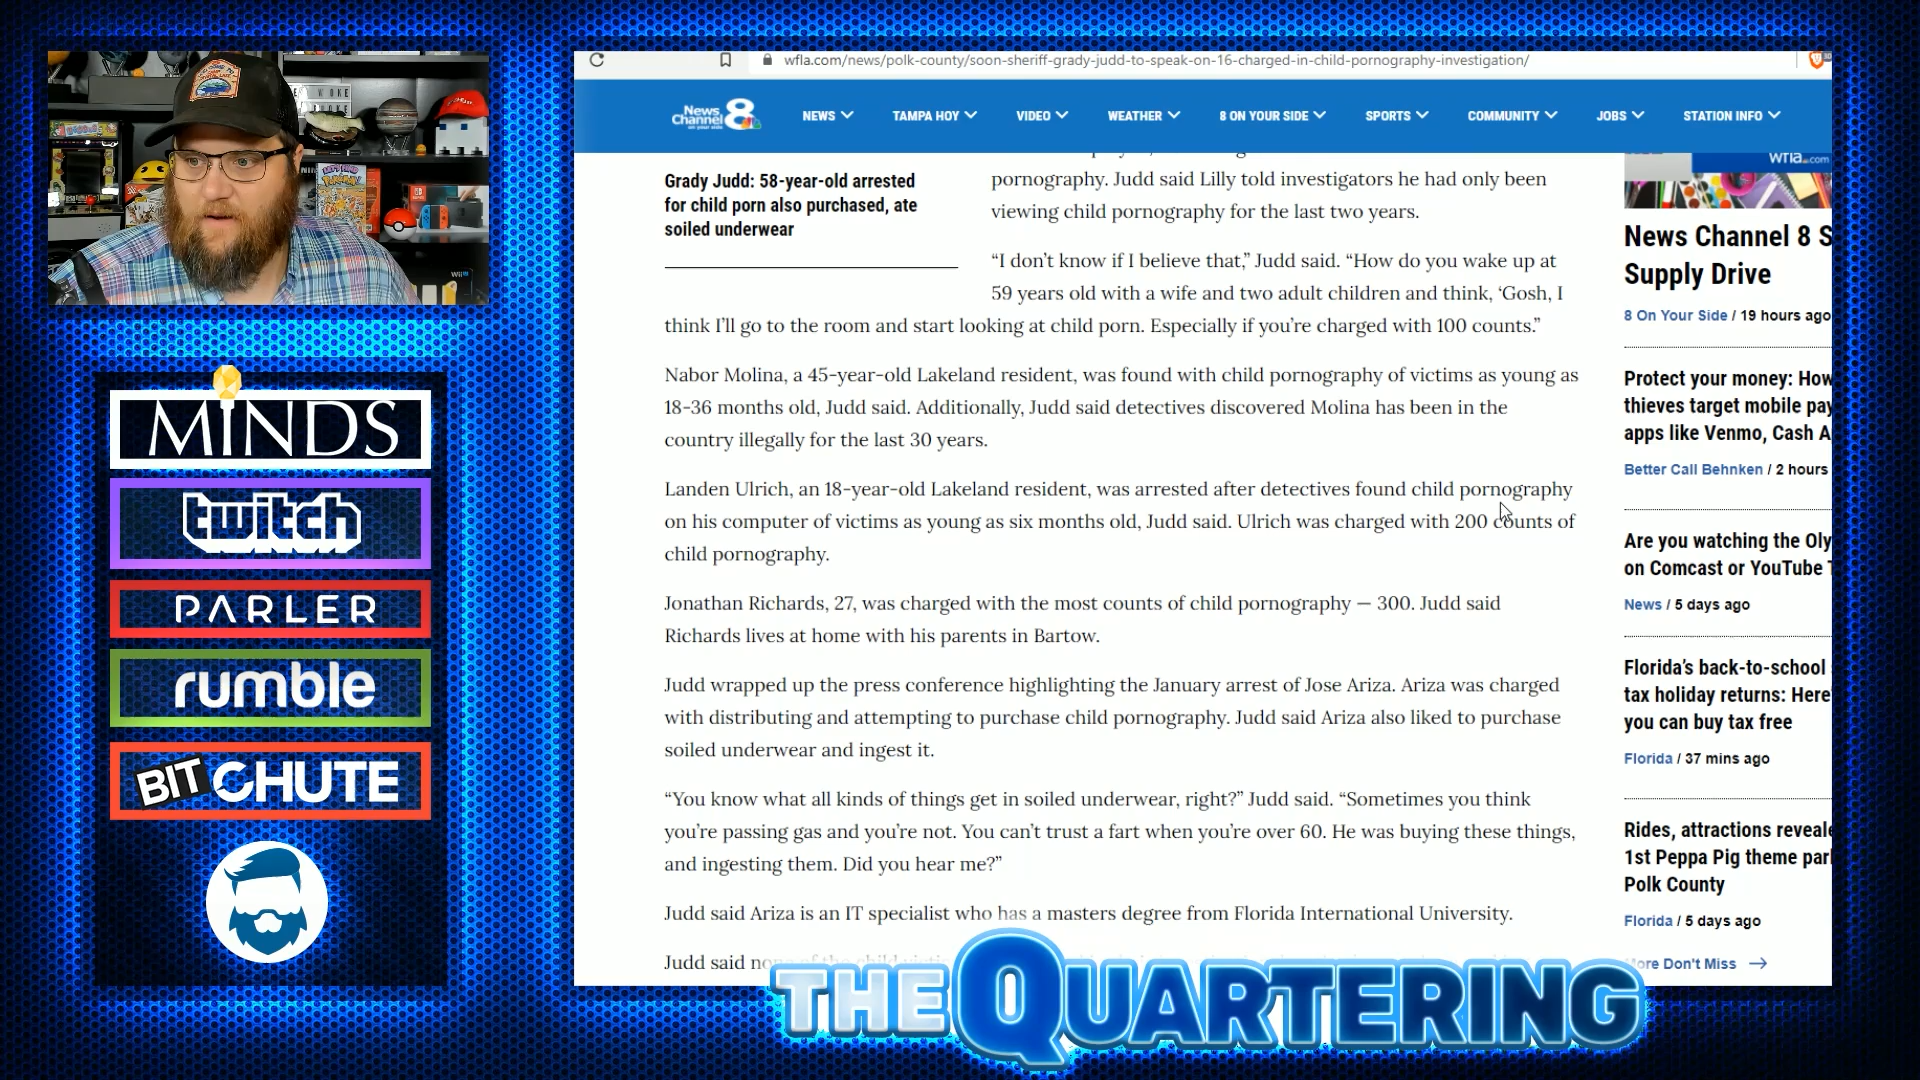 wfla.com/news/polk-county/soon-sheriff-grady-judd-to-speak-on-16-charged-in-child-pornography-investigation/
News Channel 8
on your side
NEWS
TAMPA HOY
VIDEO
WEATHER
8 ON YOUR SIDE
SPORTS
COMMUNITY
JOBS
STATION INFO
Grady Judd: 58-year-old arrested
for child porn also purchased, ate
soiled underwear
pornography. Judd said Lilly told investigators he had only been
viewing child pornography for the last two years.
“I don’t know if I believe that,” Judd said. “How do you wake up at
59 years old with a wife and two adult children and think, ‘Gosh, I
think I’ll go to the room and start looking at child porn. Especially if you’re charged with 100 counts.”
Nabor Molina, a 45-year-old Lakeland resident, was found with child pornography of victims as young as
18-36 months old, Judd said. Additionally, Judd said detectives discovered Molina has been in the
country illegally for the last 30 years.
Landen Ulrich, an 18-year-old Lakeland resident, was arrested after detectives found child pornography
on his computer of victims as young as six months old, Judd said. Ulrich was charged with 200 counts of
child pornography.
Jonathan Richards, 27, was charged with the most counts of child pornography — 300. Judd said
Richards lives at home with his parents in Bartow.
Judd wrapped up the press conference highlighting the January arrest of Jose Ariza. Ariza was charged
with distributing and attempting to purchase child pornography. Judd said Ariza also liked to purchase
soiled underwear and ingest it.
“You know what all kinds of things get in soiled underwear, right?” Judd said. “Sometimes you think
you’re passing gas and you’re not. You can’t trust a fart when you’re over 60. He was buying these things,
and ingesting them. Did you hear me?”
Judd said Ariza is an IT specialist who has a masters degree from Florida International University.
Judd said
wfla.com
News Channel 8 S
Supply Drive
8 On Your Side / 19 hours ago
Protect your money: How
thieves target mobile pay
apps like Venmo, Cash A
Better Call Behnken / 2 hours
Are you watching the Oly
on Comcast or YouTube T
News / 5 days ago
Florida’s back-to-school
tax holiday returns: Here
you can buy tax free
Florida / 37 mins ago
Rides, attractions reveale
1st Peppa Pig theme parl
Polk County
Florida / 5 days ago
More Don't Miss
MINDS
twitch
PARLER
rumble
BITCHUTE
WOKE
Wii
THE QUARTERING